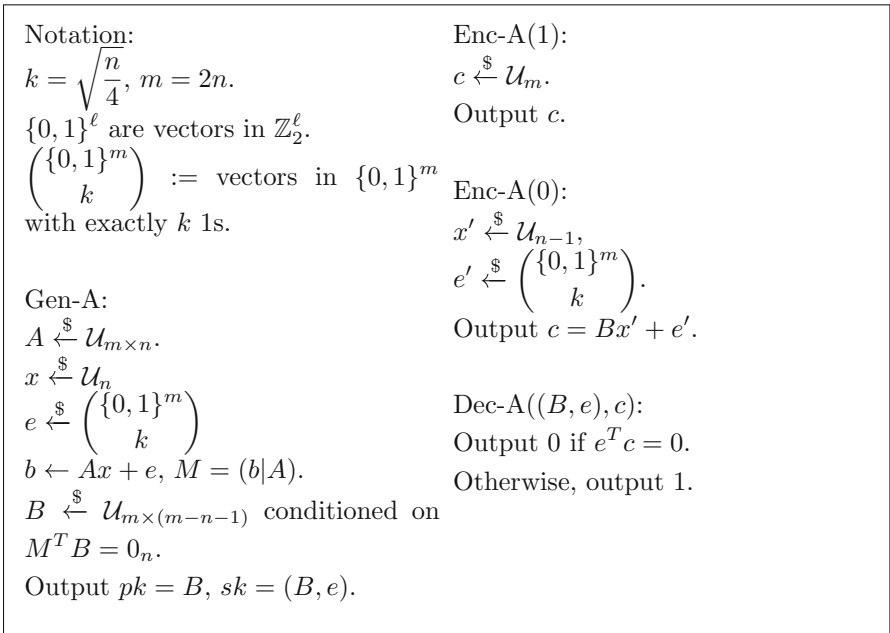 Notation:
k = √(n/4), m = 2n.
{0, 1}^ℓ are vectors in ℤ₂^ℓ.
({0, 1}^m choose k) := vectors in {0, 1}^m
with exactly k 1s.
Gen-A:
A ←$ 𝒰_{m×n}.
x ←$ 𝒰_n
e ←$ ({0, 1}^m choose k)
b ← Ax + e, M = (b|A).
B ←$ 𝒰_{m×(m−n−1)} conditioned on
M^T B = 0_n.
Output pk = B, sk = (B, e).
Enc-A(1):
c ←$ 𝒰_m.
Output c.
Enc-A(0):
x′ ←$ 𝒰_{n−1},
e′ ←$ ({0, 1}^m choose k).
Output c = Bx′ + e′.
Dec-A((B, e), c):
Output 0 if e^T c = 0.
Otherwise, output 1.